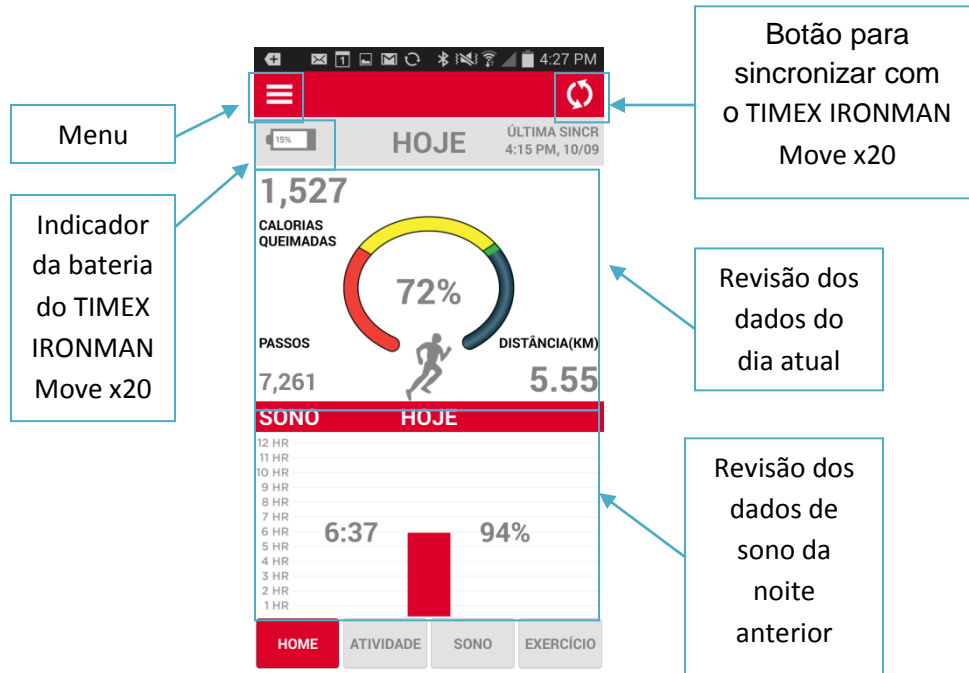 Botão para
sincronizar com
o TIMEX IRONMAN
Move x20
Menu
Indicador
da bateria
do TIMEX
IRONMAN
Move x20
1
4:27 PM
15%
HOJE
ÚLTIMA SINCR
4:15 PM, 10/09
1,527
CALORIAS
QUEIMADAS
72%
PASSOS
DISTÂNCIA(KM)
7,261
5.55
Revisão dos
dados do
dia atual
SONO HOJE
12 HR
11 HR
10 HR
9 HR
8 HR
7 HR
6 HR
5 HR
4 HR
3 HR
2 HR
1 HR
6:37
94%
Revisão dos
dados de
sono da
noite
anterior
HOME ATIVIDADE SONO EXERCÍCIO